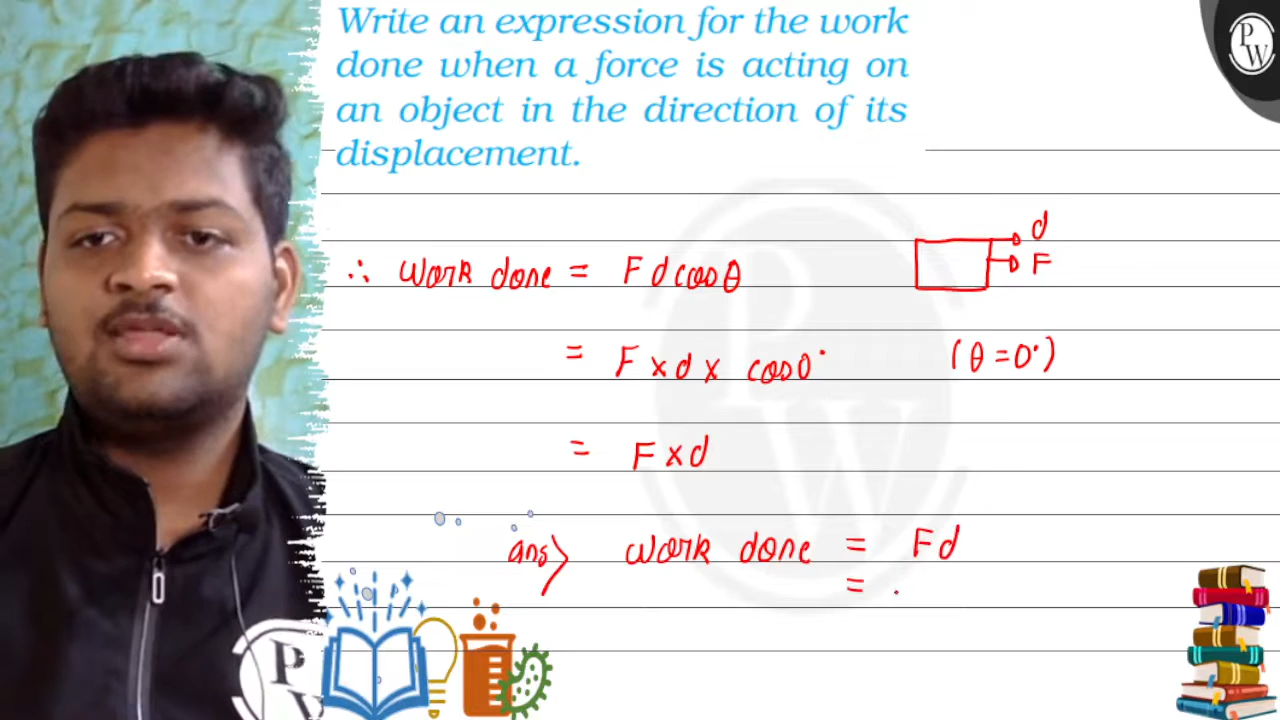 Write an expression for the work
done when a force is acting on
an object in the direction of its
displacement.
P
W
d
F
∴ work done = F d cosθ
= F × d × cos0° (θ = 0°)
= F × d
P
W
ans> work done = Fd
= .
P
W